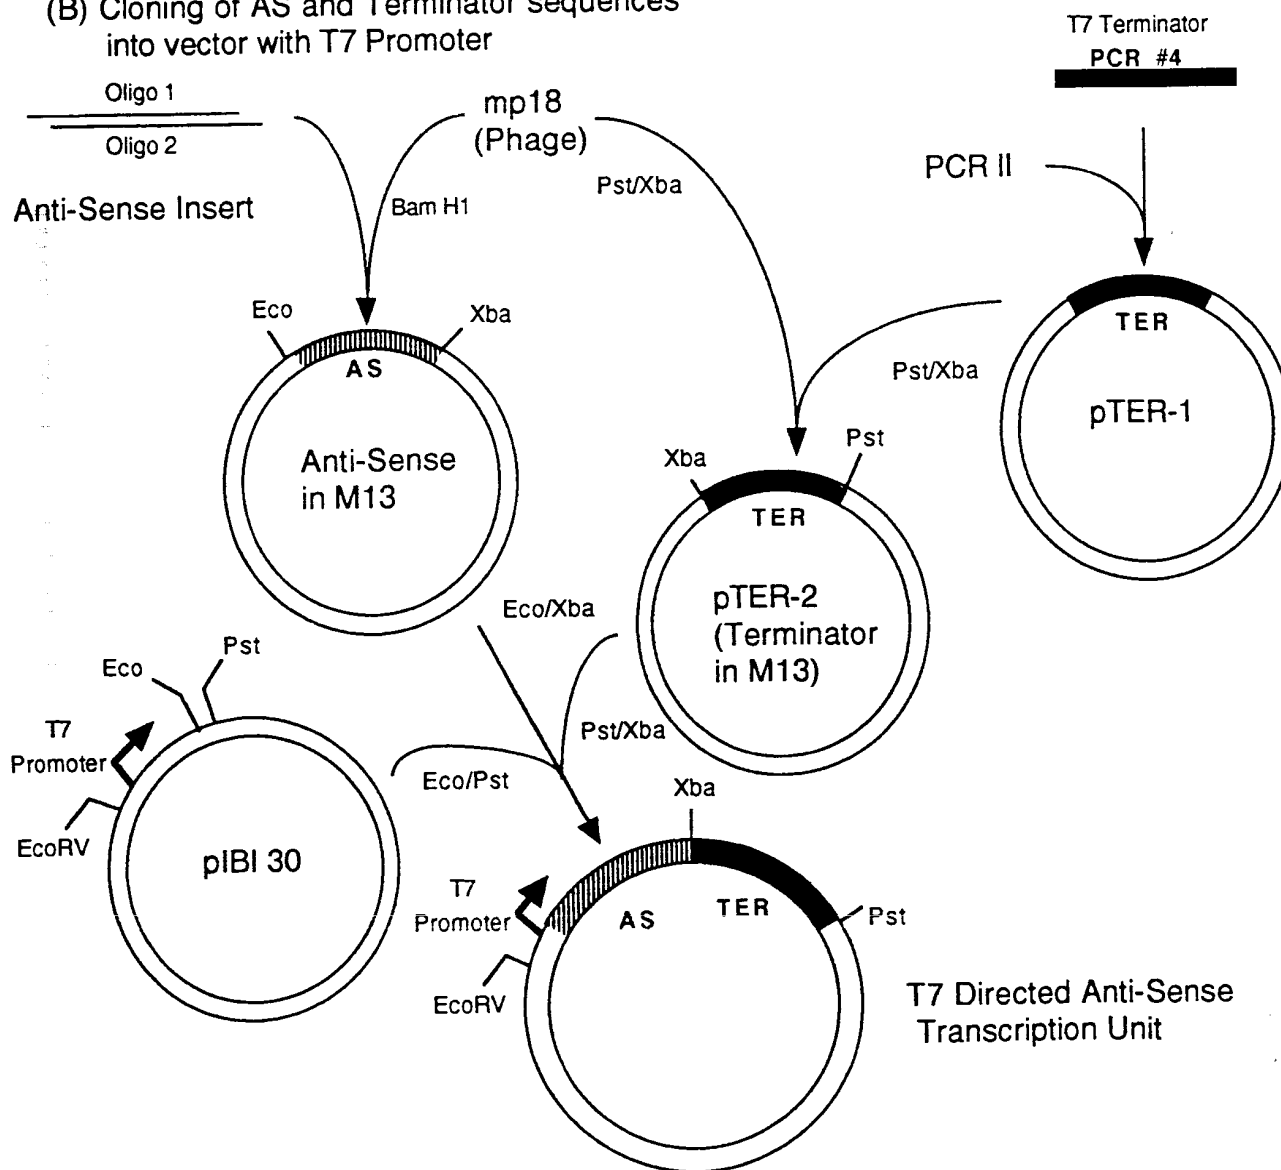 (B) Cloning of AS and Terminator sequences
into vector with T7 Promoter
T7 Terminator
PCR #4
Oligo 1
Oligo 2
mp18
(Phage)
Anti-Sense Insert
Bam H1
Pst/Xba
PCR II
Eco
Xba
AS
Anti-Sense
in M13
TER
pTER-1
Pst/Xba
Xba
Pst
TER
pTER-2
(Terminator
in M13)
Eco/Xba
Pst/Xba
Eco/Pst
Eco
Pst
T7
Promoter
EcoRV
pIBI 30
Xba
T7
Promoter
AS
TER
Pst
EcoRV
T7 Directed Anti-Sense
Transcription Unit